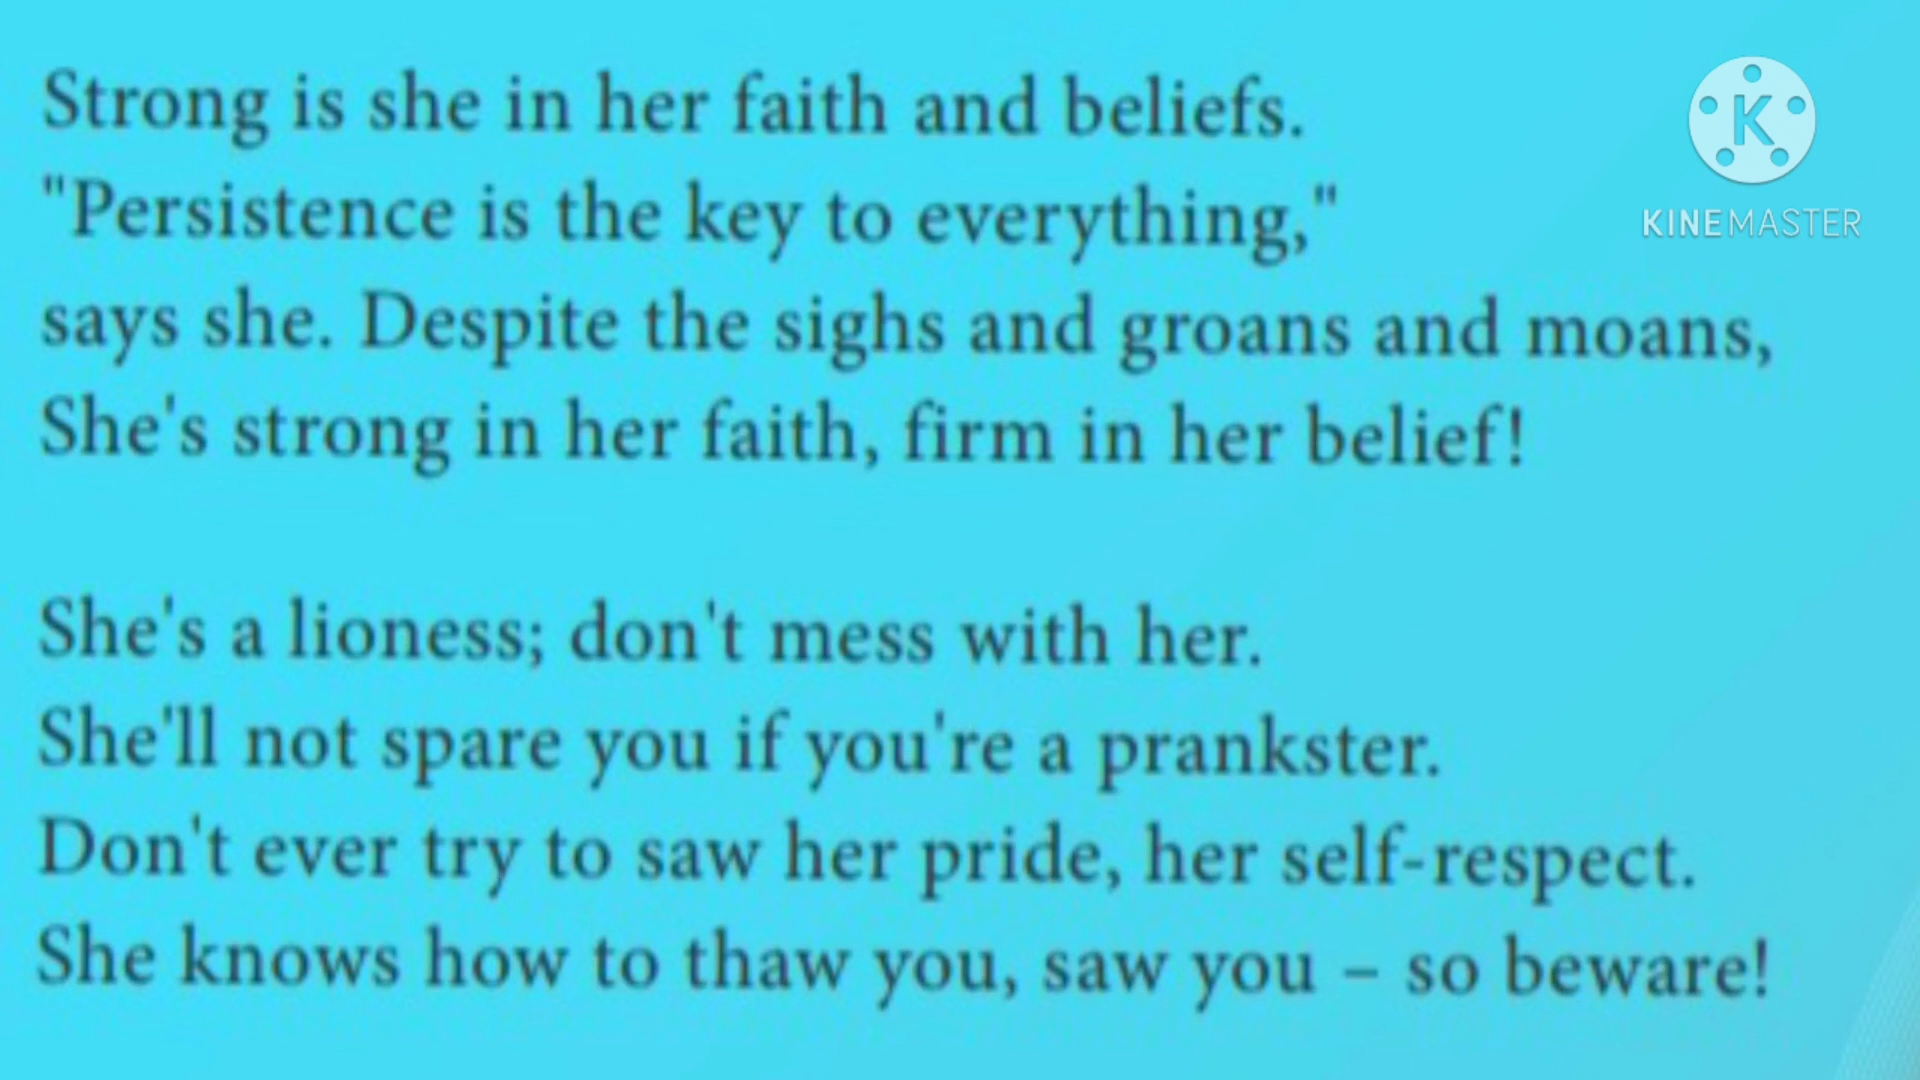 Strong is she in her faith and beliefs.
"Persistence is the key to everything,"
says she. Despite the sighs and groans and moans,
She's strong in her faith, firm in her belief!
She's a lioness; don't mess with her.
She'll not spare you if you're a prankster.
Don't ever try to saw her pride, her self-respect.
She knows how to thaw you, saw you – so beware!
K
KINEMASTER